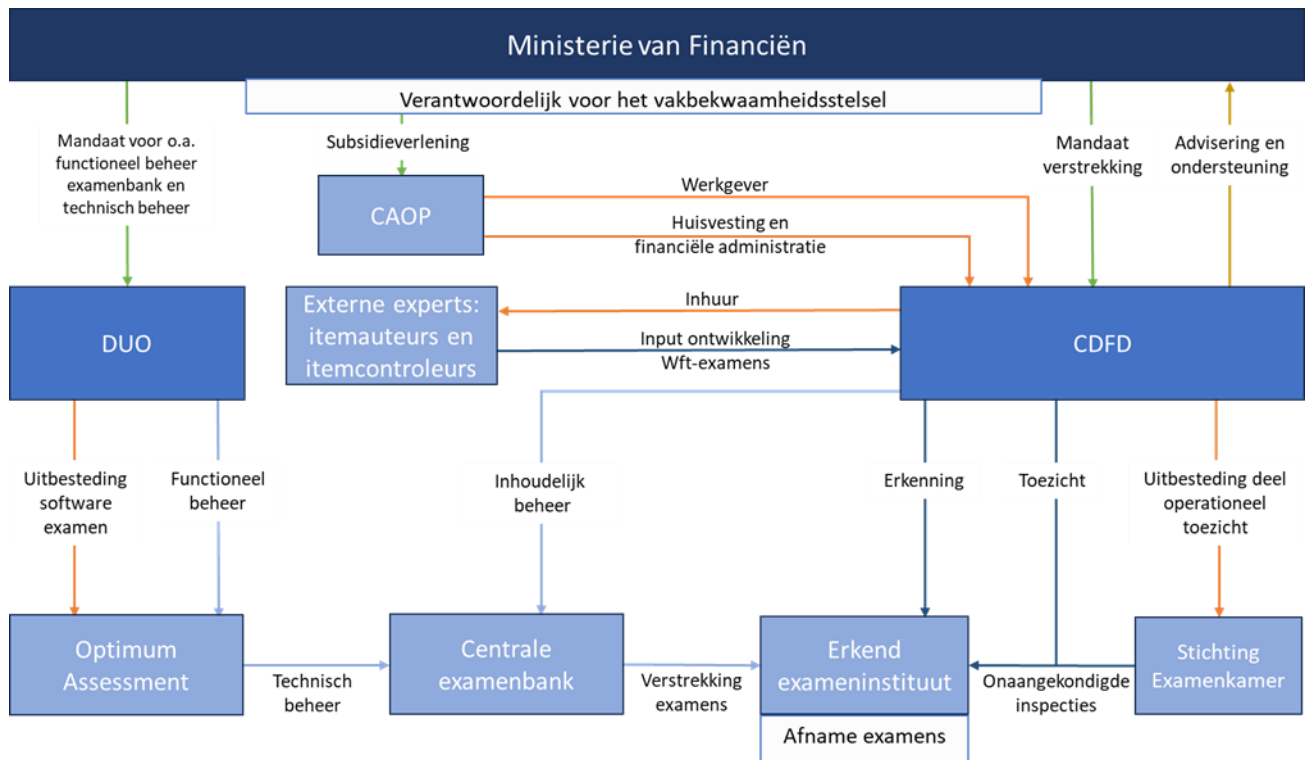 Ministerie van Financiën
Verantwoordelijk voor het vakbekwaamheidsstelsel
Mandaat voor o.a.
functioneel beheer
examenbank en
technisch beheer
Subsidieverlening
Mandaat
verstrekking
Advisering en
ondersteuning
CAOP
Werkgever
Huisvesting en
financiële administratie
DUO
Externe experts:
itemauteurs en
itemcontroleurs
Inhuur
Input ontwikkeling
Wft-examens
CDFD
Uitbesteding
software
examen
Functioneel
beheer
Inhoudelijk
beheer
Erkenning
Toezicht
Uitbesteding deel
operationeel
toezicht
Optimum
Assessment
Technisch
beheer
Centrale
examenbank
Verstrekking
examens
Erkend
exameninstituut
Afname examens
Onaangekondigde
inspecties
Stichting
Examenkamer